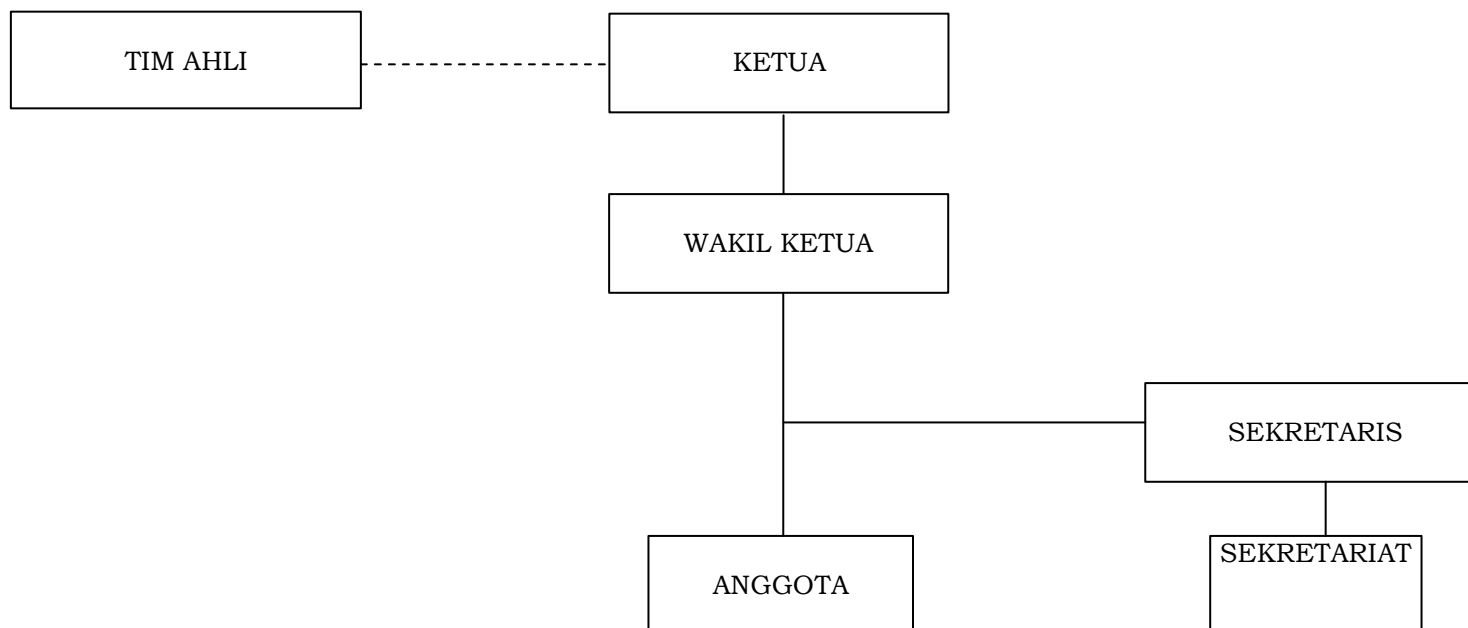 TIM AHLI
KETUA
WAKIL KETUA
SEKRETARIS
ANGGOTA
SEKRETARIAT